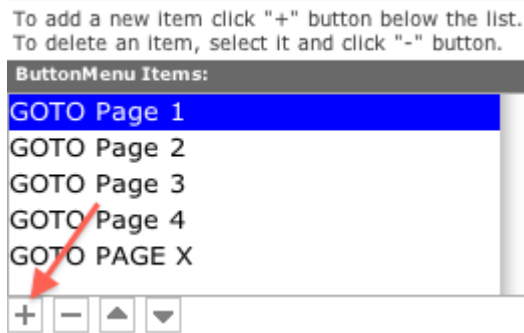 To add a new item click "+" button below the list.
To delete an item, select it and click "-" button.
ButtonMenu Items:
GOTO Page 1
GOTO Page 2
GOTO Page 3
GOTO Page 4
GOTO PAGE X